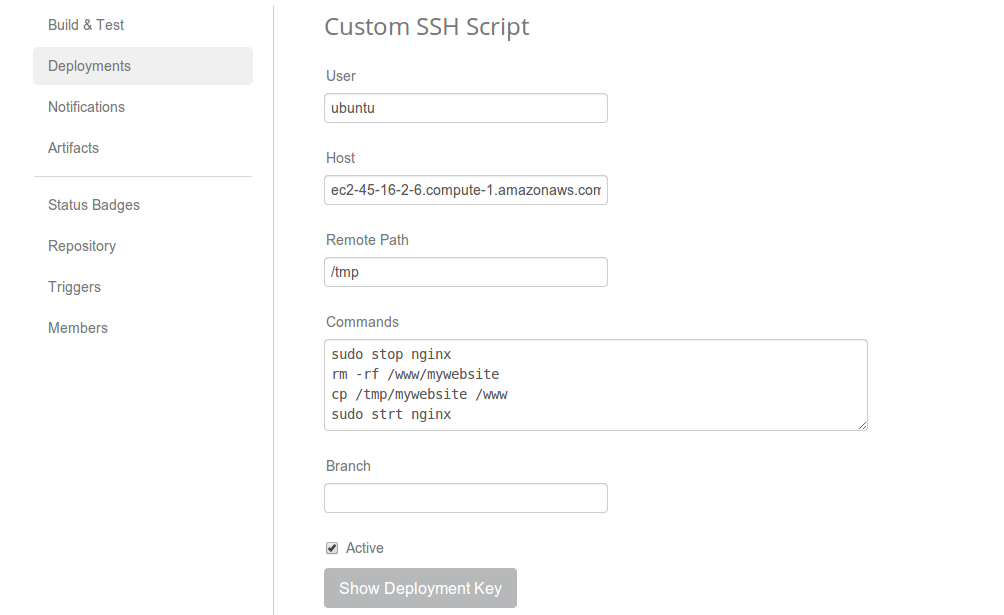 Build & Test
Deployments
Notifications
Artifacts
Status Badges
Repository
Triggers
Members
Custom SSH Script
User
ubuntu
Host
ec2-45-16-2-6.compute-1.amazonaws.com
Remote Path
/tmp
Commands
sudo stop nginx
rm -rf /www/mywebsite
cp /tmp/mywebsite /www
sudo strt nginx
Branch
Active
Show Deployment Key